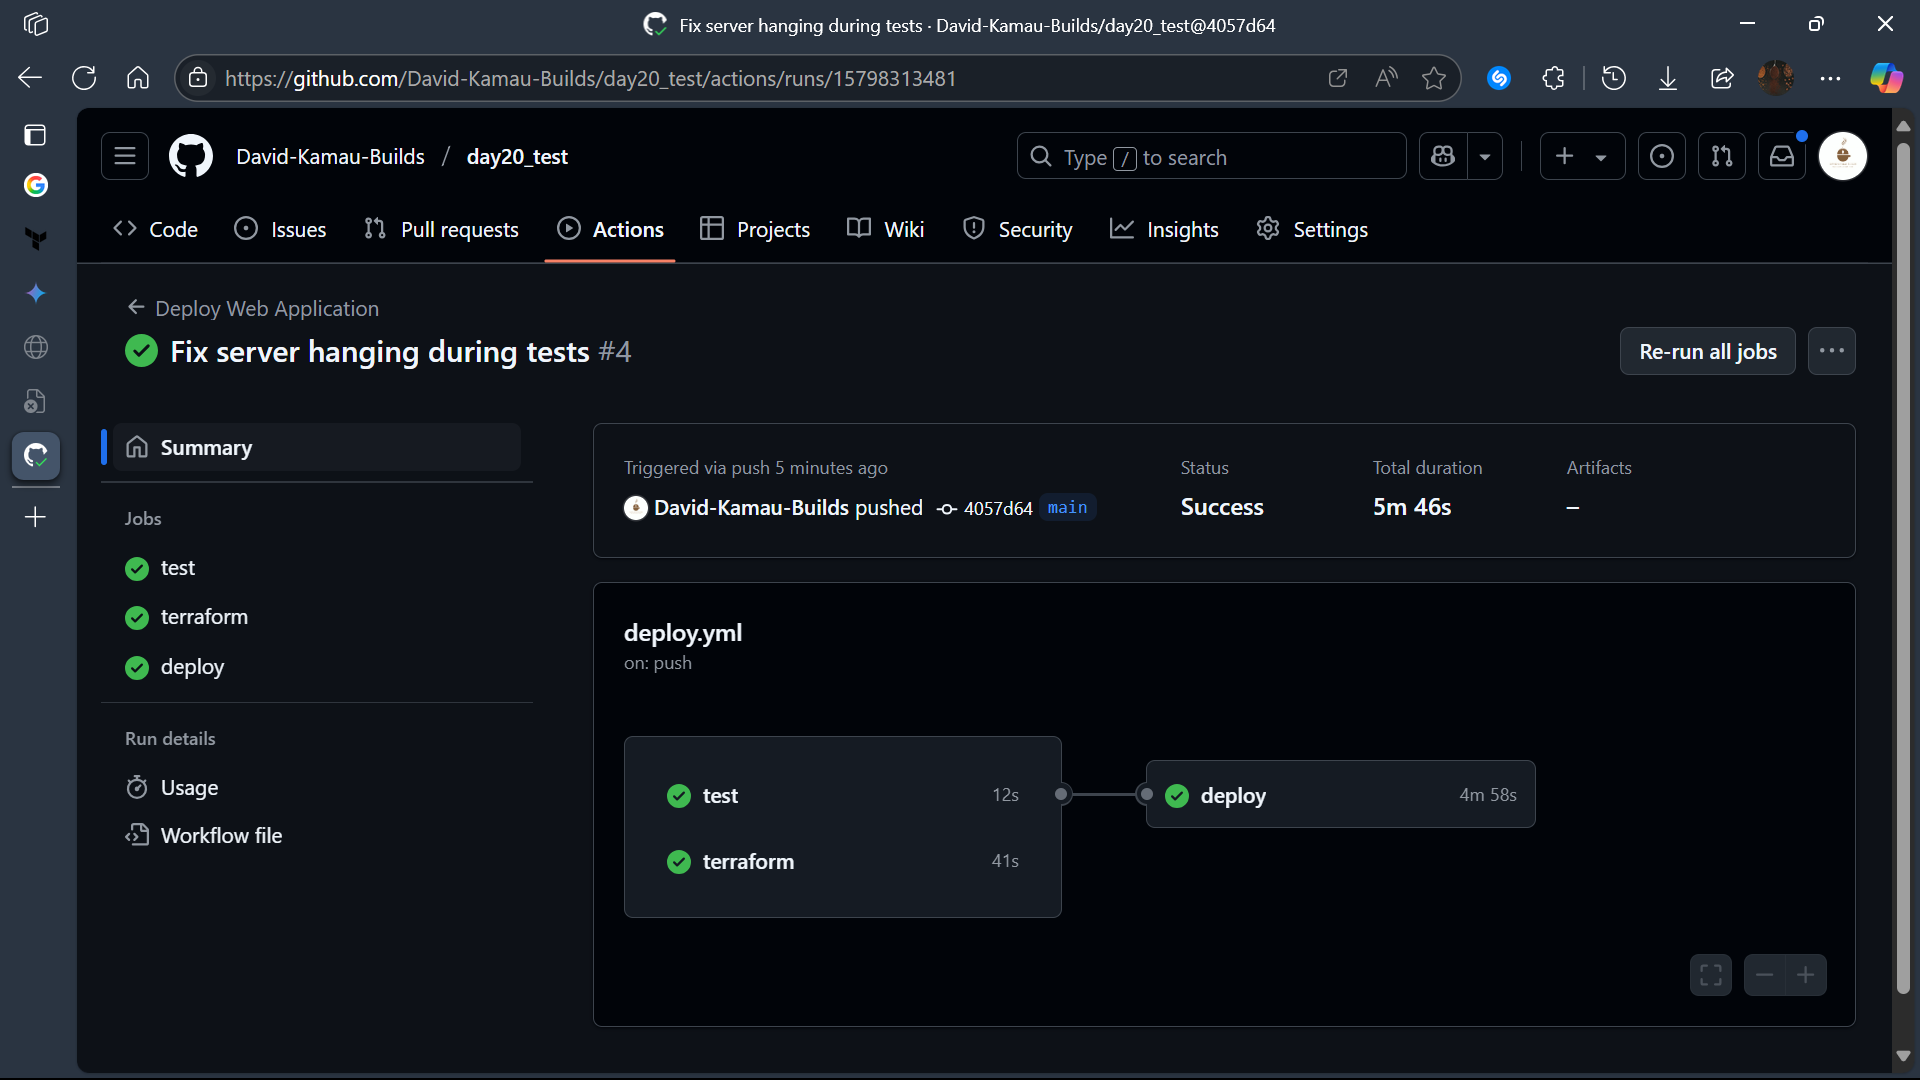 Fix server hanging during tests · David-Kamau-Builds/day20_test@4057d64
https://github.com/David-Kamau-Builds/day20_test/actions/runs/15798313481
David-Kamau-Builds / day20_test
Type / to search
Code Issues Pull requests Actions Projects Wiki Security Insights Settings
← Deploy Web Application
Fix server hanging during tests #4
Re-run all jobs
Summary
Jobs
test
terraform
deploy
Run details
Usage
Workflow file
Triggered via push 5 minutes ago
David-Kamau-Builds pushed 4057d64 main
Status
Success
Total duration
5m 46s
Artifacts
–
deploy.yml
on: push
test 12s
terraform 41s
deploy 4m 58s